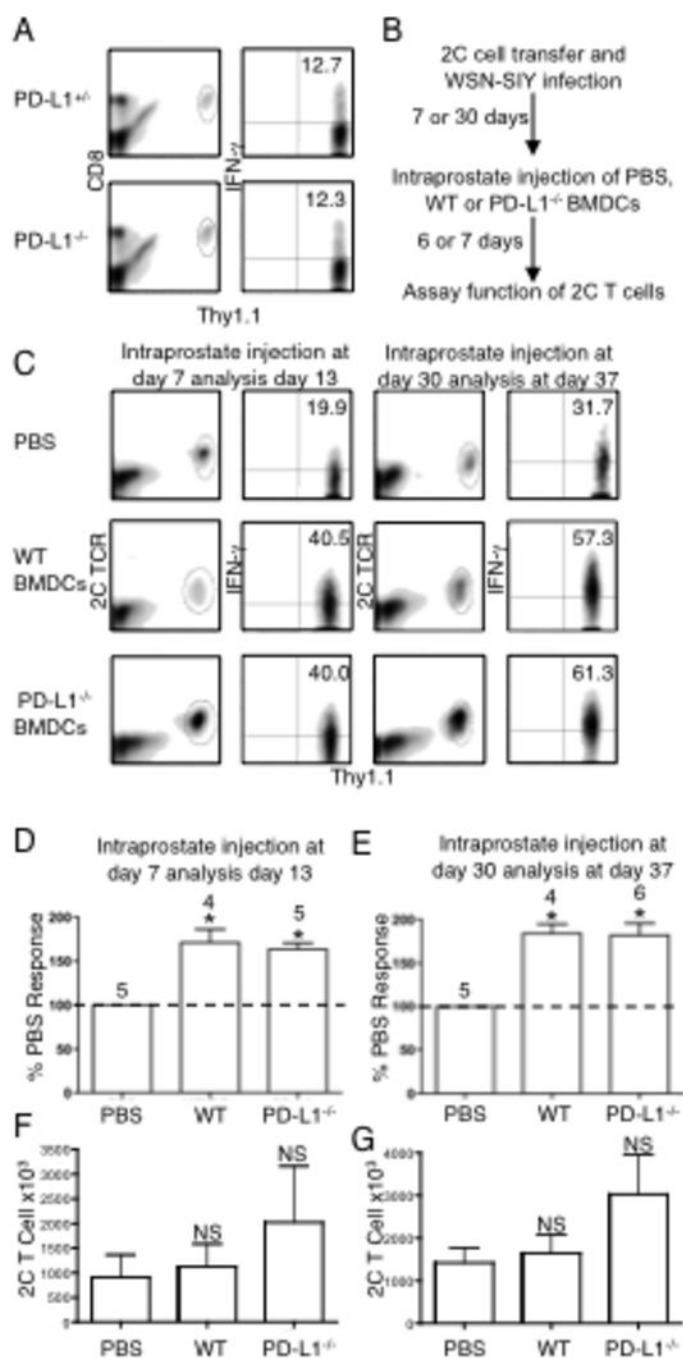 A
PD-L1+/-
12.7
CD8
IFN-γ
PD-L1-/-
12.3
Thy1.1
B
2C cell transfer and
WSN-SIY infection
7 or 30 days
Intraprostate injection of PBS,
WT or PD-L1-/- BMDCs
6 or 7 days
Assay function of 2C T cells
C
Intraprostate injection at
day 7 analysis day 13
Intraprostate injection at
day 30 analysis at day 37
PBS
19.9
31.7
WT
BMDCs
2C TCR
IFN-γ
40.5
2C TCR
IFN-γ
57.3
PD-L1-/-
BMDCs
40.0
61.3
Thy1.1
D
Intraprostate injection at
day 7 analysis day 13
% PBS Response
200
150
100
50
0
5
4
*
5
*
PBS
WT
PD-L1-/-
E
Intraprostate injection at
day 30 analysis at day 37
% PBS Response
200
150
100
50
0
5
4
*
6
*
PBS
WT
PD-L1-/-
F
2C T Cell x10³
3500
3000
2500
2000
1500
1000
500
0
NS
NS
PBS
WT
PD-L1-/-
G
2C T Cell x10³
4000
3000
2000
1000
0
NS
NS
PBS
WT
PD-L1-/-